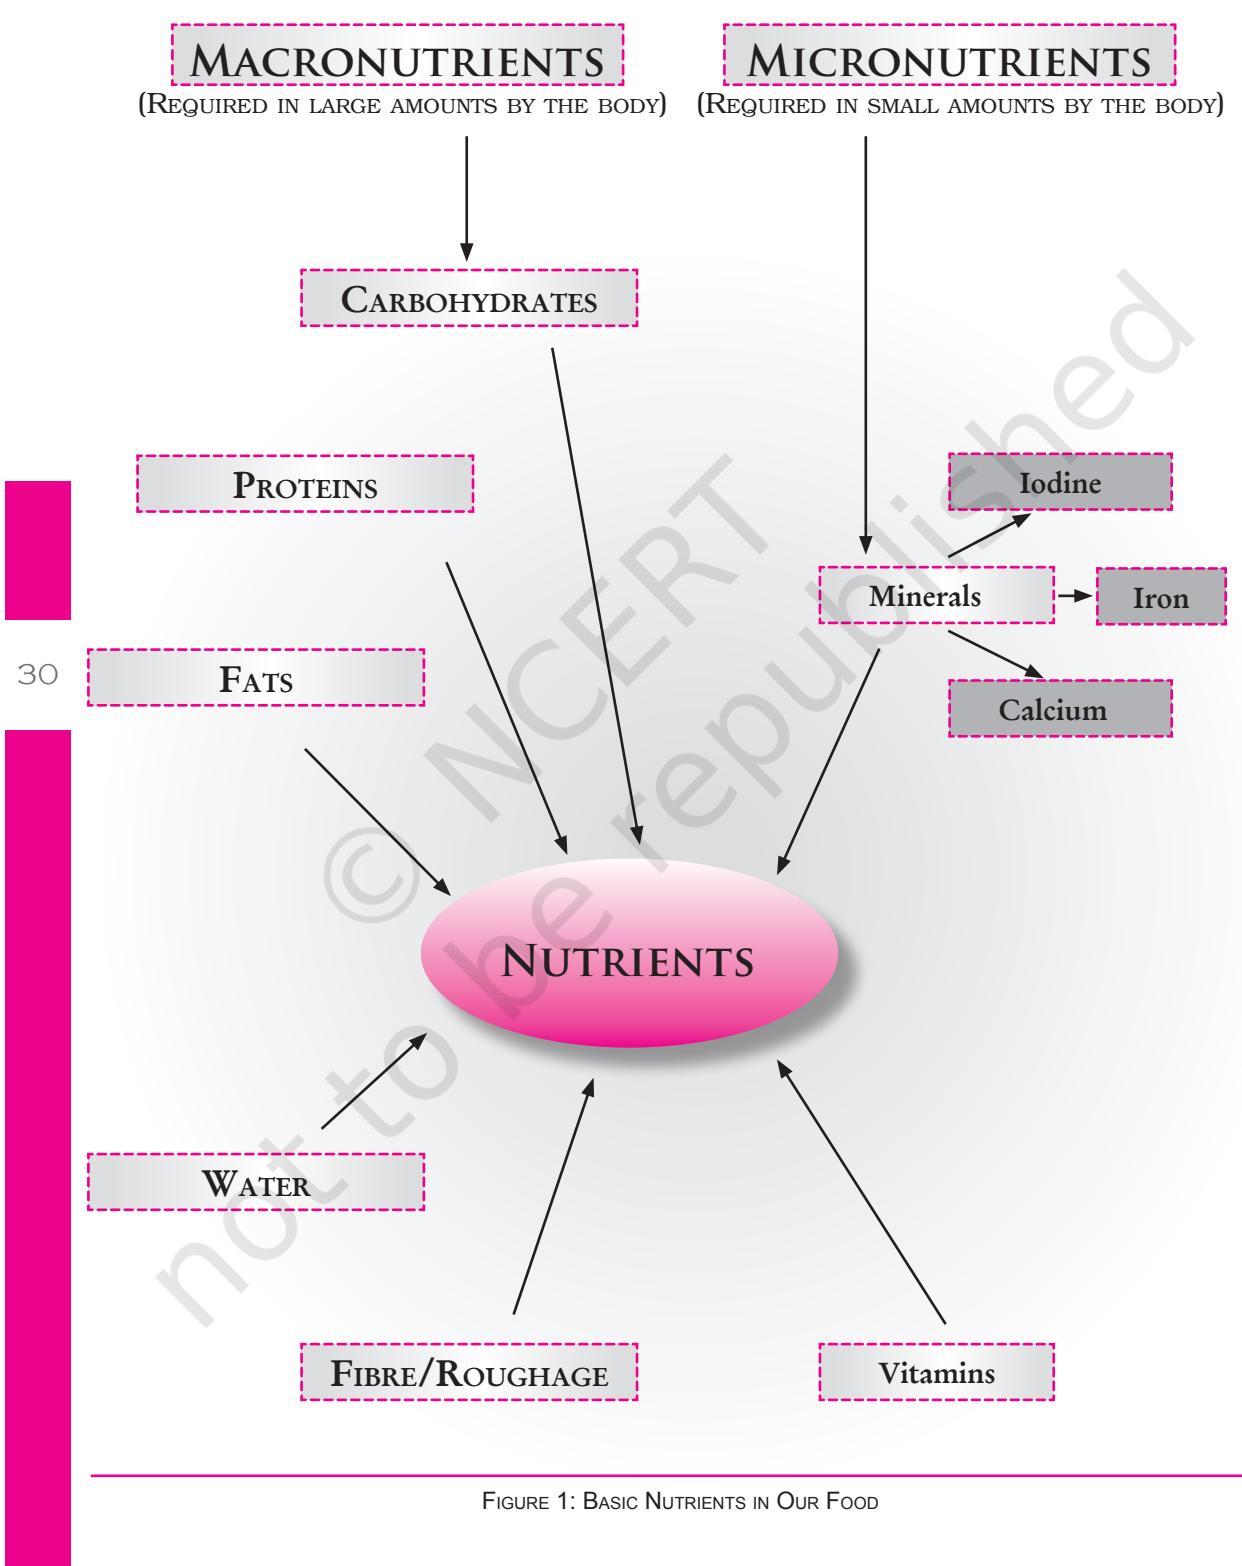 MACRONUTRIENTS
(REQUIRED IN LARGE AMOUNTS BY THE BODY)
MICRONUTRIENTS
(REQUIRED IN SMALL AMOUNTS BY THE BODY)
CARBOHYDRATES
PROTEINS
Iodine
Minerals
Iron
30
FATS
Calcium
NUTRIENTS
WATER
FIBRE/ROUGHAGE
Vitamins
FIGURE 1: BASIC NUTRIENTS IN OUR FOOD
© NCERT
not to be republished